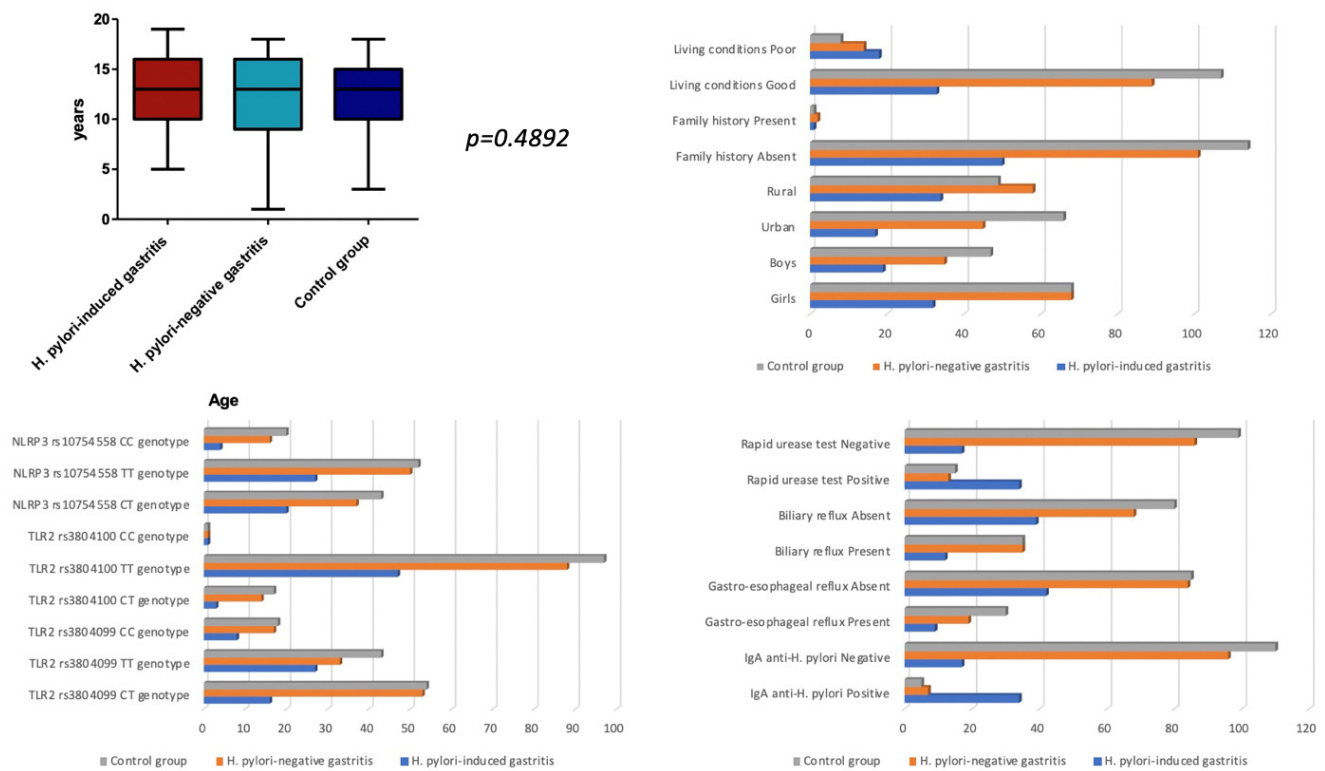 20
15
10
5
0
years
p=0.4892
H. pylori-induced gastritis
H. pylori-negative gastritis
Control group
Age
Living conditions Poor
Living conditions Good
Family history Present
Family history Absent
Rural
Urban
Boys
Girls
0 20 40 60 80 100 120
Control group H. pylori-negative gastritis H. pylori-induced gastritis
NLRP3 rs10754558 CC genotype
NLRP3 rs10754558 TT genotype
NLRP3 rs10754558 CT genotype
TLR2 rs3804100 CC genotype
TLR2 rs3804100 TT genotype
TLR2 rs3804100 CT genotype
TLR2 rs3804099 CC genotype
TLR2 rs3804099 TT genotype
TLR2 rs3804099 CT genotype
0 10 20 30 40 50 60 70 80 90 100
Control group H. pylori-negative gastritis H. pylori-induced gastritis
Rapid urease test Negative
Rapid urease test Positive
Biliary reflux Absent
Biliary reflux Present
Gastro-esophageal reflux Absent
Gastro-esophageal reflux Present
IgA anti-H. pylori Negative
IgA anti-H. pylori Positive
0 20 40 60 80 100 120
Control group H. pylori-negative gastritis H. pylori-induced gastritis